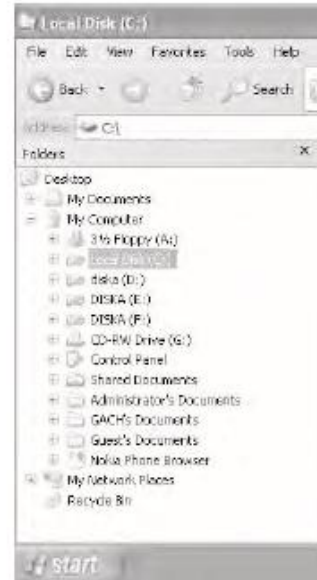 Local Disk (C:)
File Edit View Favorites Tools Help
Back Search
Address C:\
Folders ×
Desktop
My Documents
My Computer
3½ Floppy (A:)
Local Disk (C:)
diska (D:)
DISKA (E:)
DISKA (F:)
CD-RW Drive (G:)
Control Panel
Shared Documents
Administrator's Documents
GACH's Documents
Guest's Documents
Nokia Phone Browser
My Network Places
Recycle Bin
start